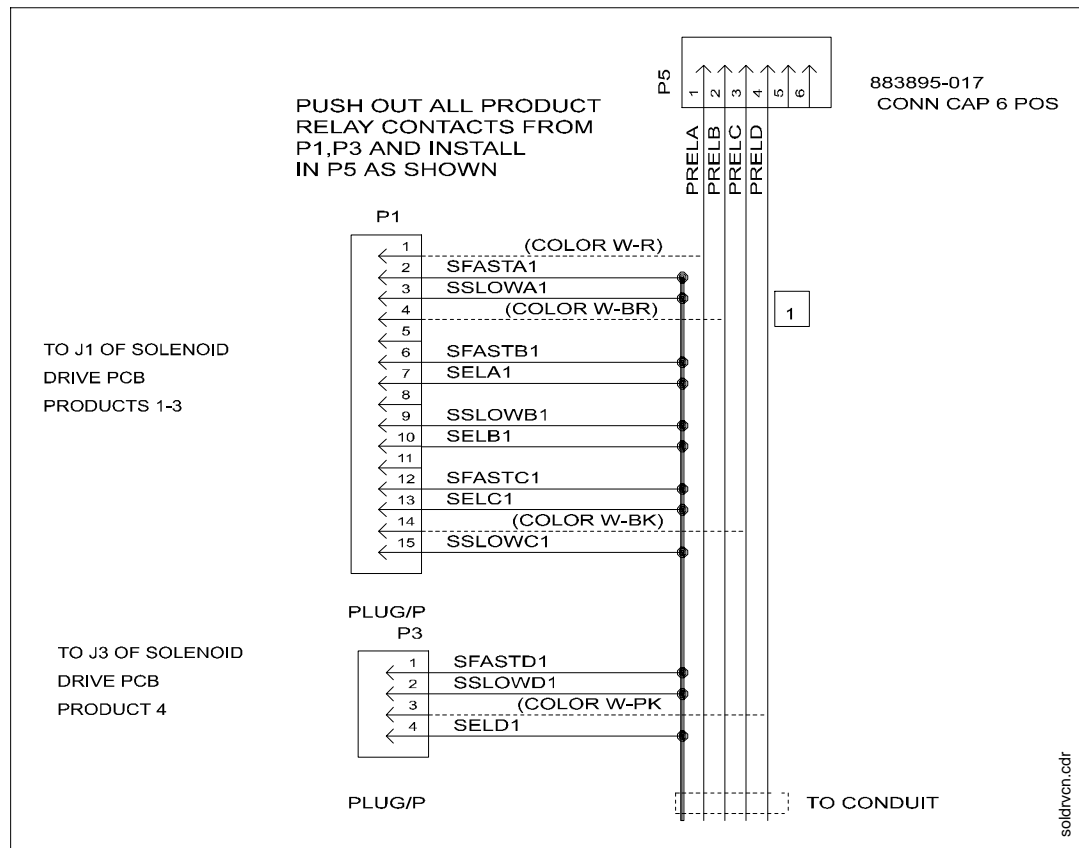 P5
1
2
3
4
5
6
883895-017
CONN CAP 6 POS
PUSH OUT ALL PRODUCT
RELAY CONTACTS FROM
P1,P3 AND INSTALL
IN P5 AS SHOWN
PRELA
PRELB
PRELC
PRELD
P1
1 (COLOR W-R)
2 SFASTA1
3 SSLOWA1
4 (COLOR W-BR)
5
6 SFASTB1
7 SELA1
8
9 SSLOWB1
10 SELB1
11
12 SFASTC1
13 SELC1
14 (COLOR W-BK)
15 SSLOWC1
1
TO J1 OF SOLENOID
DRIVE PCB
PRODUCTS 1-3
PLUG/P
P3
1 SFASTD1
2 SSLOWD1
3 (COLOR W-PK
4 SELD1
TO J3 OF SOLENOID
DRIVE PCB
PRODUCT 4
PLUG/P
TO CONDUIT
soldrvcn.cdr